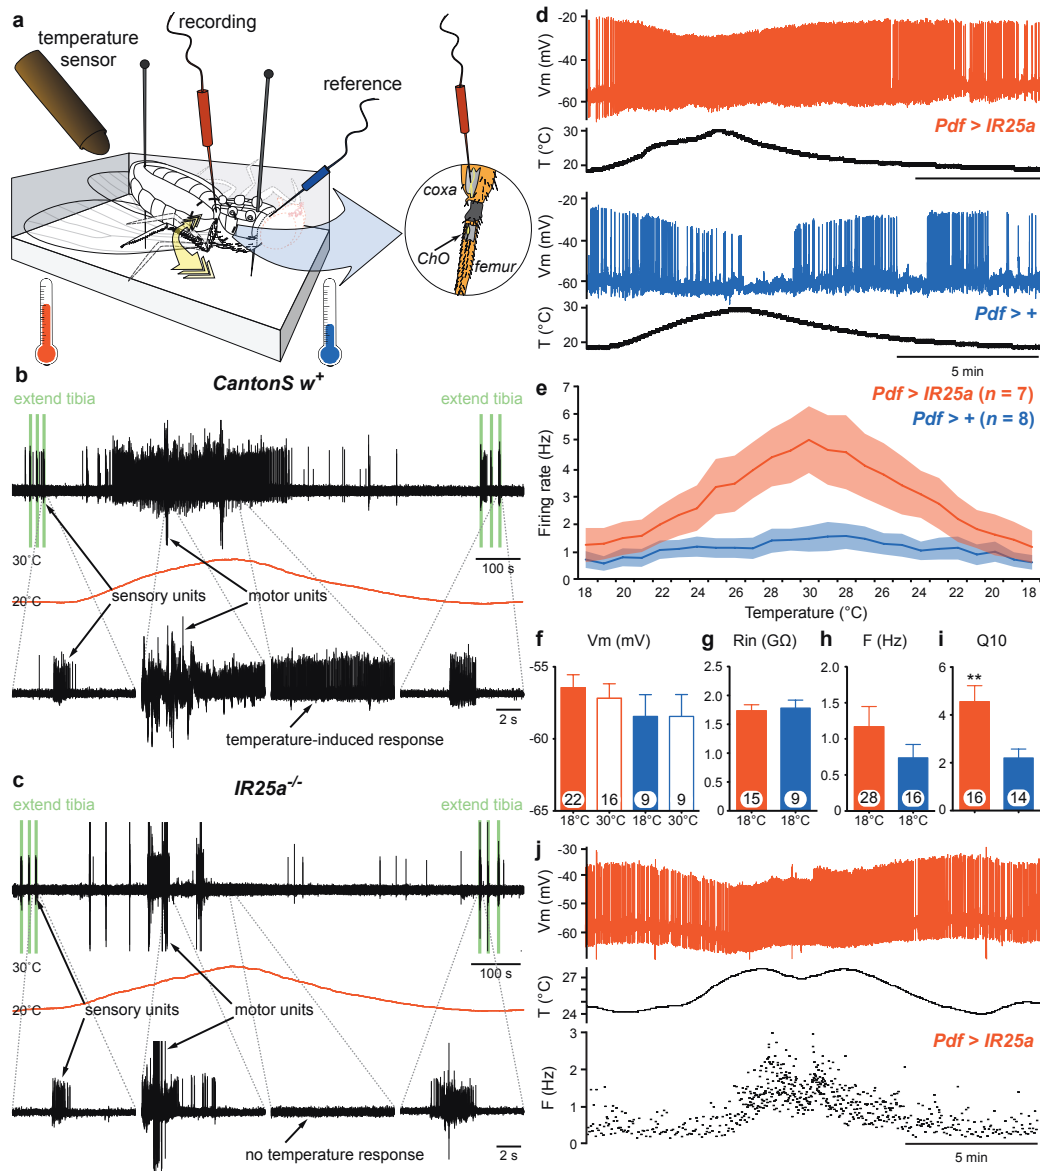 a
recording
temperature
sensor
reference
coxa
ChO
femur
b
CantonS w+
extend tibia
extend tibia
30°C
100 s
20°C
sensory units
motor units
2 s
temperature-induced response
c
IR25a-/-
extend tibia
extend tibia
30°C
100 s
20°C
sensory units
motor units
no temperature response
2 s
d
Vm (mV)
-20
-40
-60
Pdf > IR25a
T (°C)
30
20
Vm (mV)
-20
-40
-60
Pdf > +
T (°C)
30
20
5 min
e
Firing rate (Hz)
7
6
5
4
3
2
1
0
Pdf > IR25a (n = 7)
Pdf > + (n = 8)
18 20 22 24 26 28 30 28 26 24 22 20 18
Temperature (°C)
f
Vm (mV)
-55
-60
-65
22 16 9 9
18°C 30°C 18°C 30°C
g
Rin (GΩ)
2.5
2.0
1.5
1.0
0.5
0
15 9
18°C 18°C
h
F (Hz)
2.0
1.5
1.0
0.5
0
28 16
18°C 18°C
i
Q10
6
4
2
0
**
16 14
j
Vm (mV)
-30
-40
-50
-60
T (°C)
27
24
Pdf > IR25a
F (Hz)
3
2
1
0
5 min